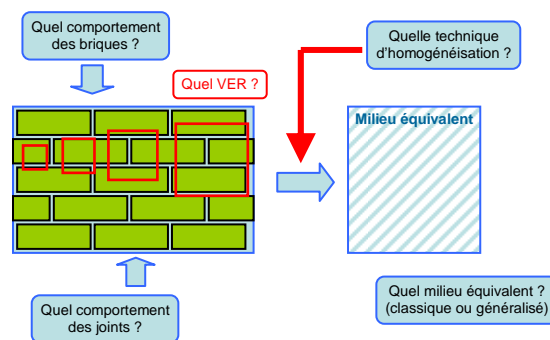 Quel comportement
des briques ?
Quelle technique
d'homogénéisation ?
Quel VER ?
Milieu équivalent
Quel comportement
des joints ?
Quel milieu équivalent ?
(classique ou généralisé)